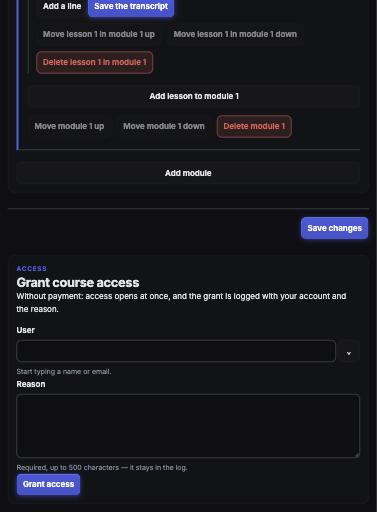 Add a line Save the transcript
Move lesson 1 in module 1 up Move lesson 1 in module 1 down
Delete lesson 1 in module 1
Add lesson to module 1
Move module 1 up Move module 1 down Delete module 1
Add module
Save changes
ACCESS
Grant course access
Without payment: access opens at once, and the grant is logged with your account and
the reason.
User
Start typing a name or email.
Reason
Required, up to 500 characters — it stays in the log.
Grant access